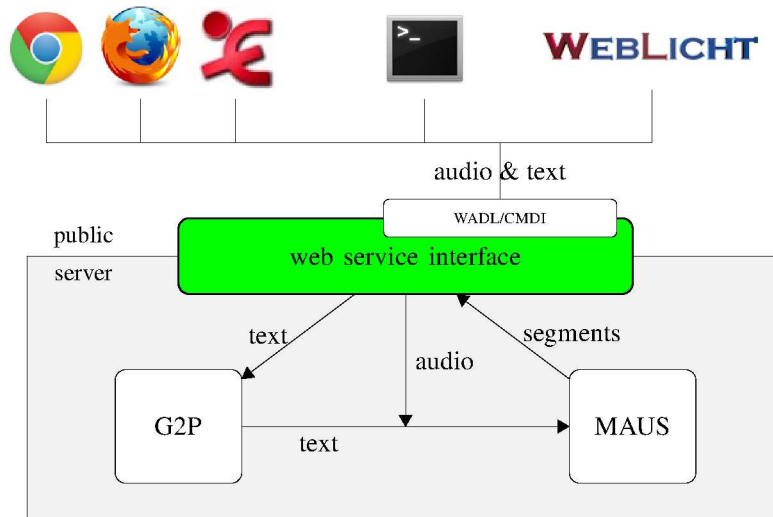 >_
WEBLICHT
audio & text
WADL/CMDI
public
web service interface
server
text
segments
audio
G2P
MAUS
text